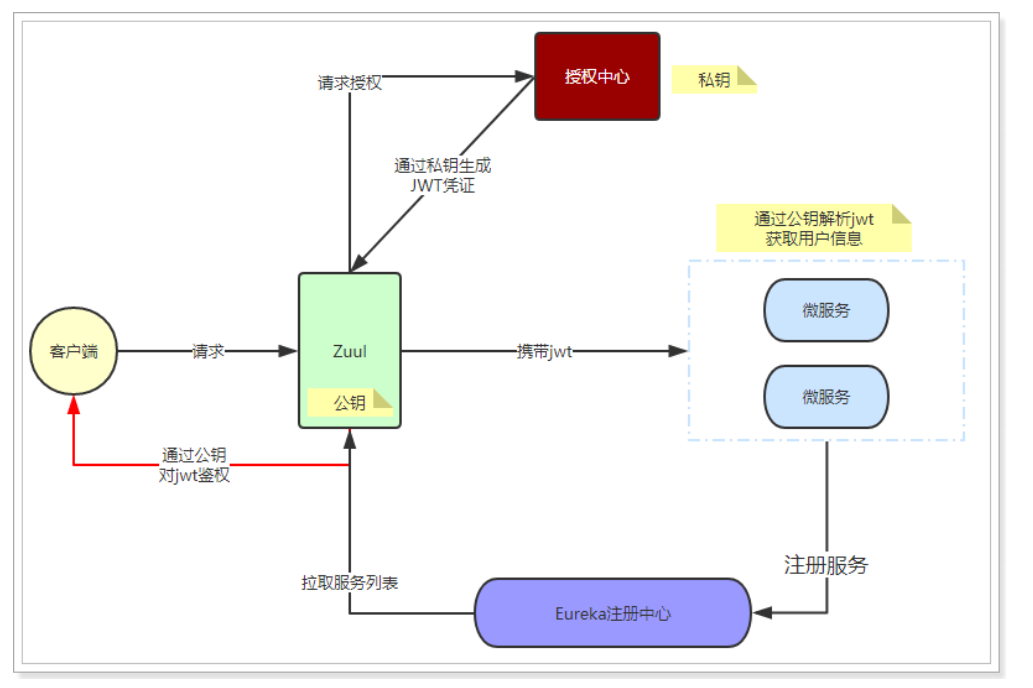 请求授权
授权中心
私钥
通过私钥生成
JWT凭证
通过公钥解析jwt
获取用户信息
微服务
客户端
请求
Zuul
携带jwt
微服务
公钥
通过公钥
对jwt鉴权
注册服务
拉取服务列表
Eureka注册中心